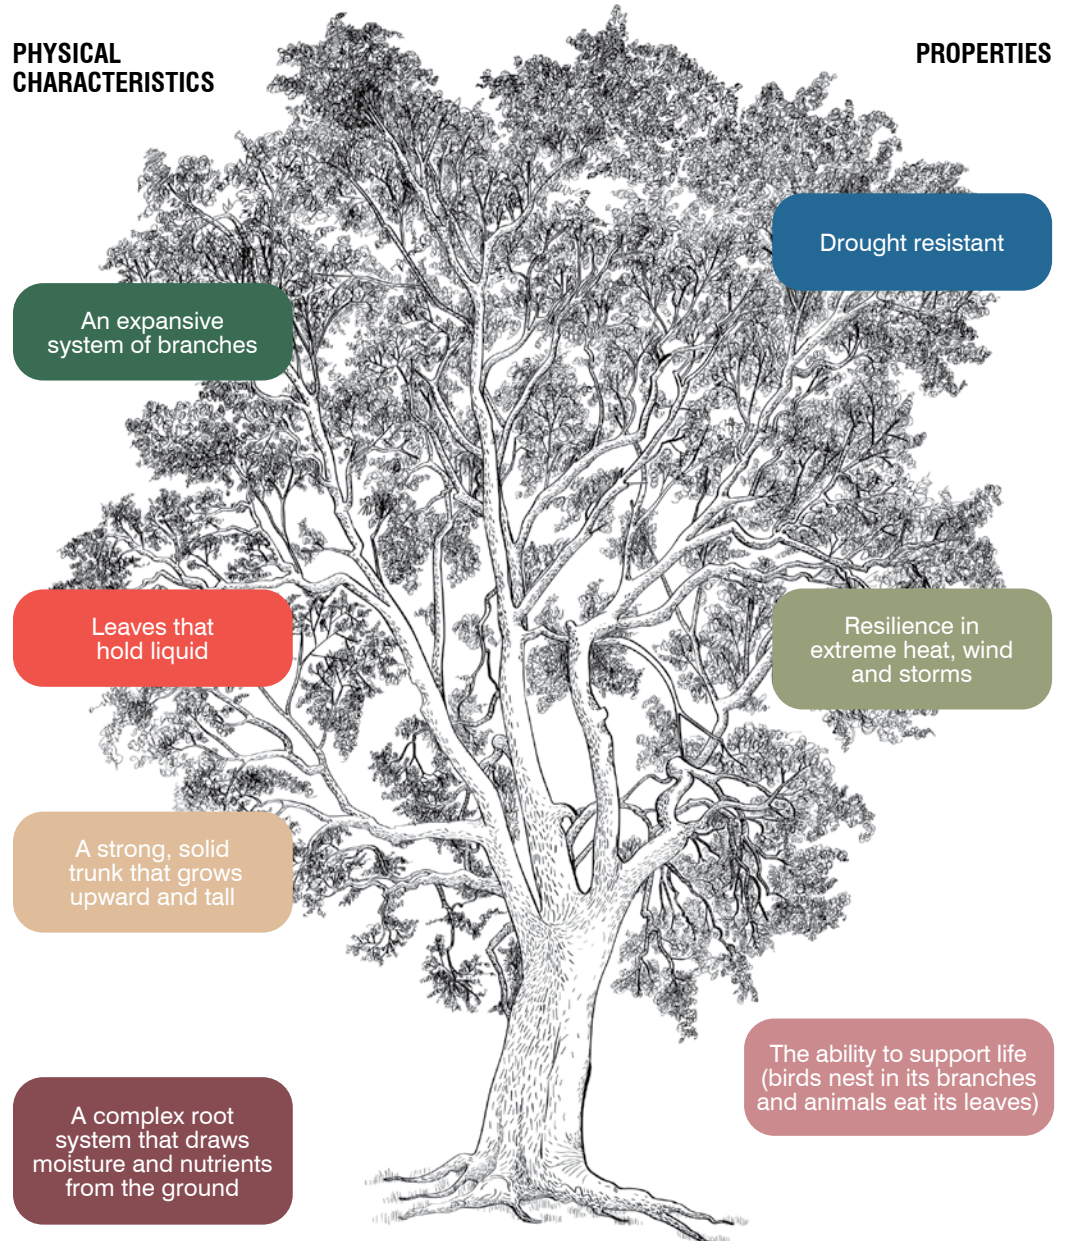 PHYSICAL
CHARACTERISTICS
PROPERTIES
Drought resistant
An expansive
system of branches
Leaves that
hold liquid
Resilience in
extreme heat, wind
and storms
A strong, solid
trunk that grows
upward and tall
The ability to support life
(birds nest in its branches
and animals eat its leaves)
A complex root
system that draws
moisture and nutrients
from the ground